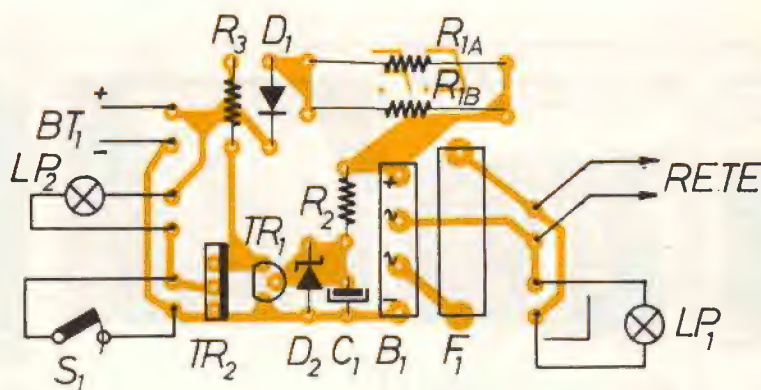 R3 D1 R1A
R1B
+
BT1
-
LP2
RETE
R2
+
~
~
-
TR1
LP1
S1
TR2
D2 C1 B1 F1